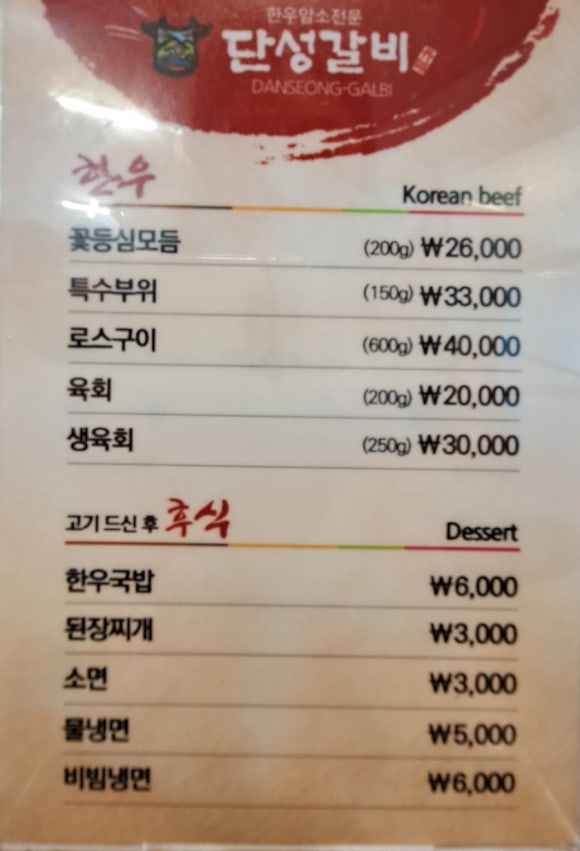 한우암소전문
단성갈비
DANSEONG-GALBI
한우 Korean beef
꽃등심모듬 (200g) ₩26,000
특수부위 (150g) ₩33,000
로스구이 (600g) ₩40,000
육회 (200g) ₩20,000
생육회 (250g) ₩30,000
고기 드신 후 후식 Dessert
한우국밥 ₩6,000
된장찌개 ₩3,000
소면 ₩3,000
물냉면 ₩5,000
비빔냉면 ₩6,000